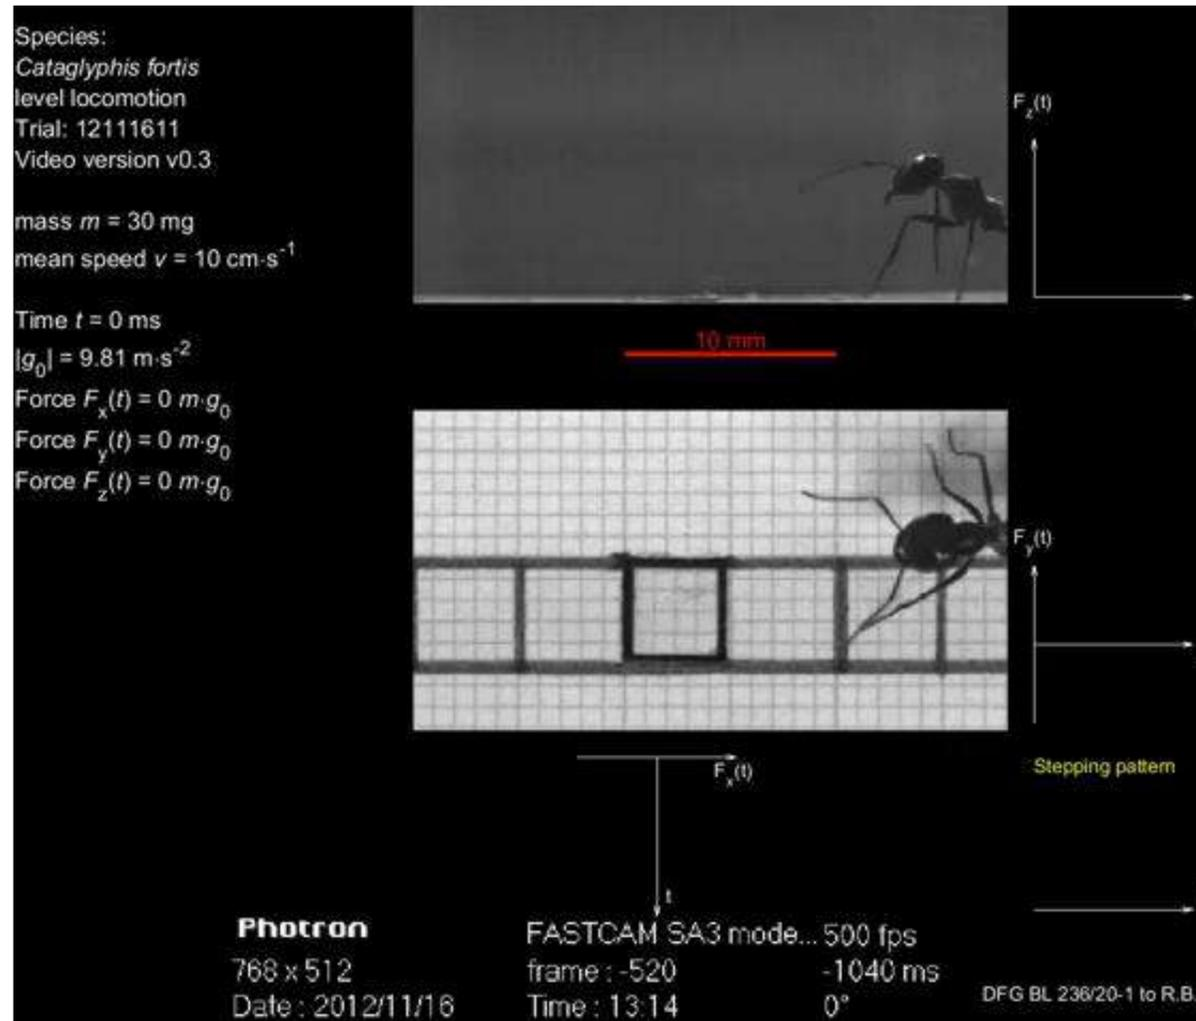 Species:
Cataglyphis fortis
level locomotion
Trial: 12111611
Video version v0.3
mass m = 30 mg
mean speed v = 10 cm·s-1
Time t = 0 ms
|g0| = 9.81 m·s-2
Force Fx(t) = 0 m·g0
Force Fy(t) = 0 m·g0
Force Fz(t) = 0 m·g0
Fz(t)
10 mm
Fy(t)
Fx(t)
t
Stepping pattern
Photron
768 x 512
Date : 2012/11/16
FASTCAM SA3 mode... 500 fps
frame : -520 -1040 ms
Time : 13:14 0°
DFG BL 236/20-1 to R.B.